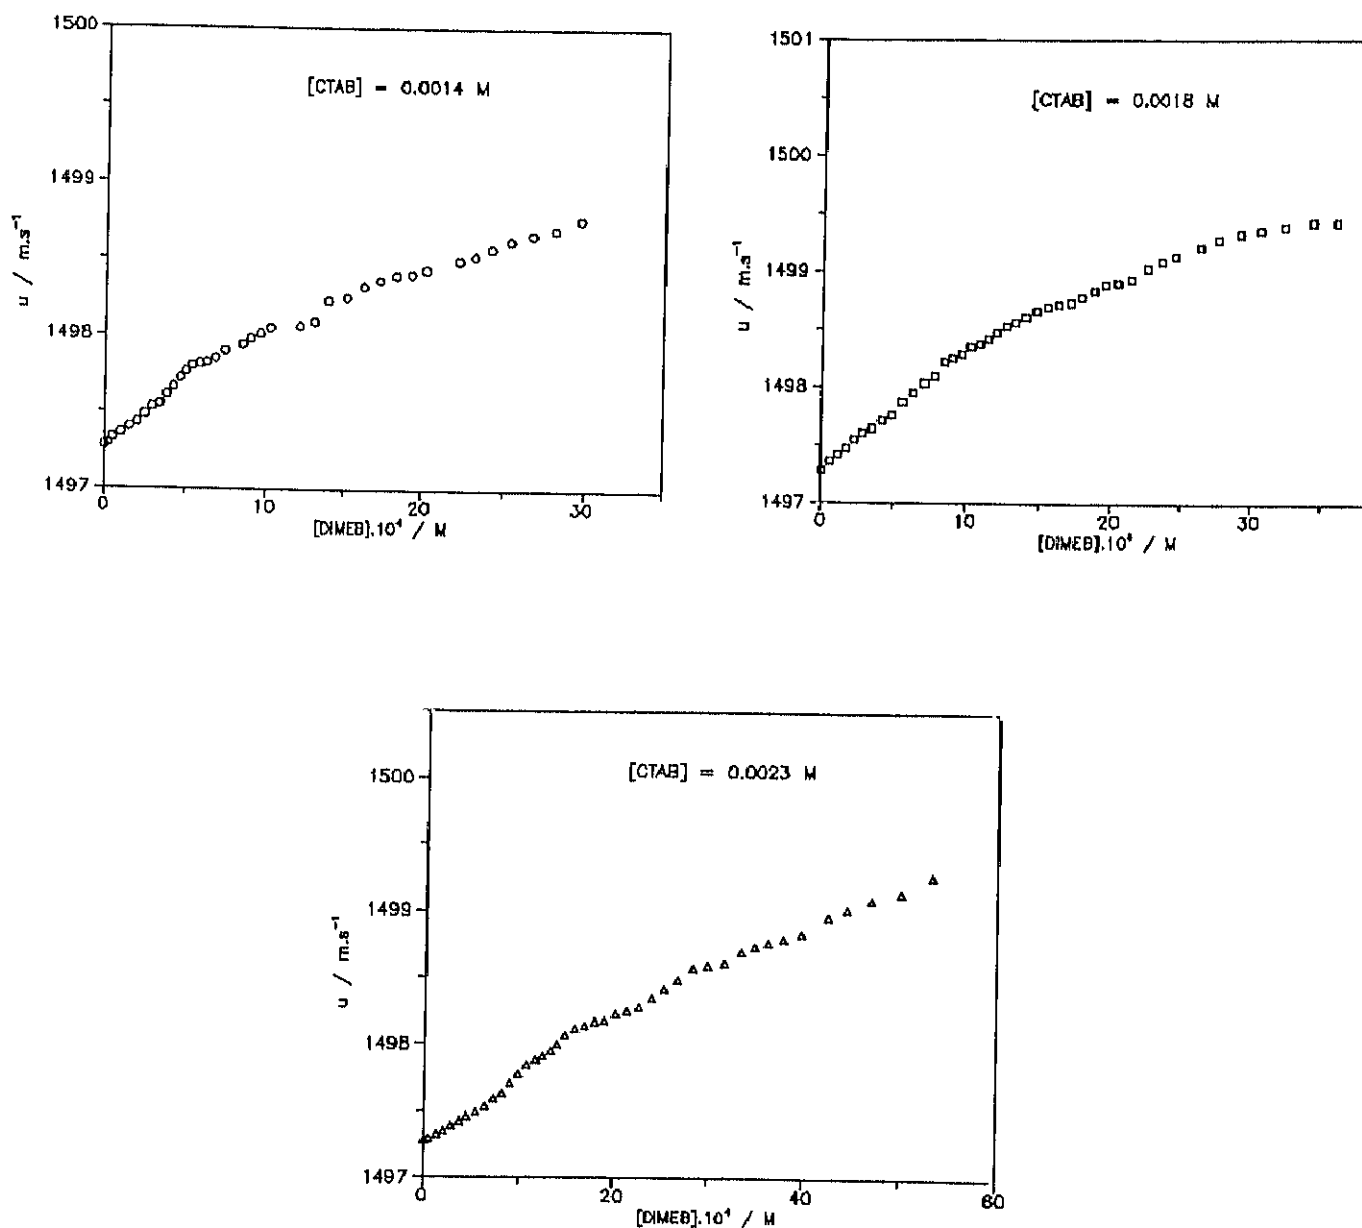 1500
[CTAB] = 0.0014 M
1499
u / m.s⁻¹
1498
1497
0 10 20 30
[DIMEB].10⁴ / M
1501
[CTAB] = 0.0018 M
1500
1499
u / m.s⁻¹
1498
1497
0 10 20 30
[DIMEB].10⁴ / M
1500
[CTAB] = 0.0023 M
1499
u / m.s⁻¹
1498
1497
0 20 40 60
[DIMEB].10⁴ / M